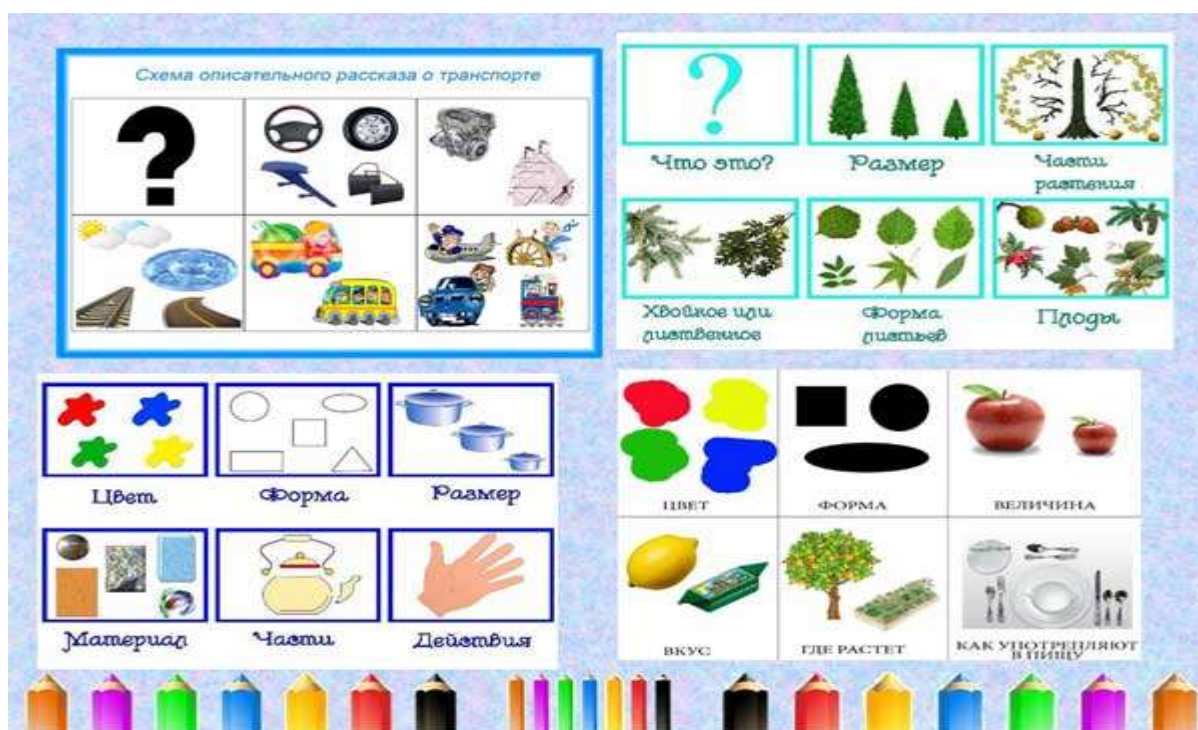 Схема описательного рассказа о транспорте
?
?
Что это?
Размер
Части
растения
Хвойное или
лиственное
Форма
листьев
Плоды
Цвет
Форма
Размер
Материал
Части
Действия
ЦВЕТ
ФОРМА
ВЕЛИЧИНА
ВКУС
ГДЕ РАСТЕТ
КАК УПОТРЕПЛЯЮТ
В ПИЩУ